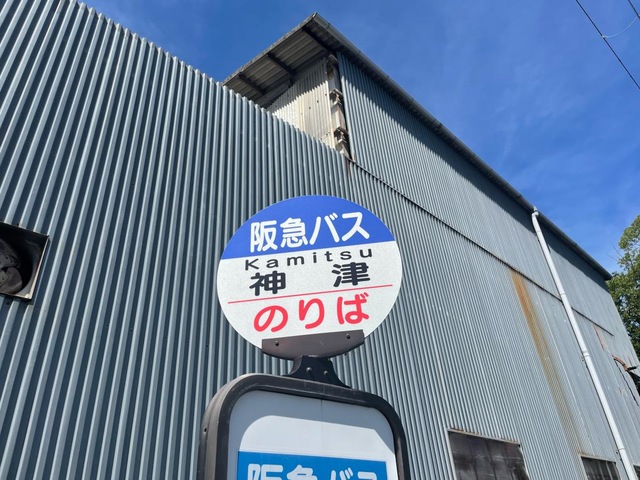 阪急バス
Kamitsu
神津
のりば
阪急バス